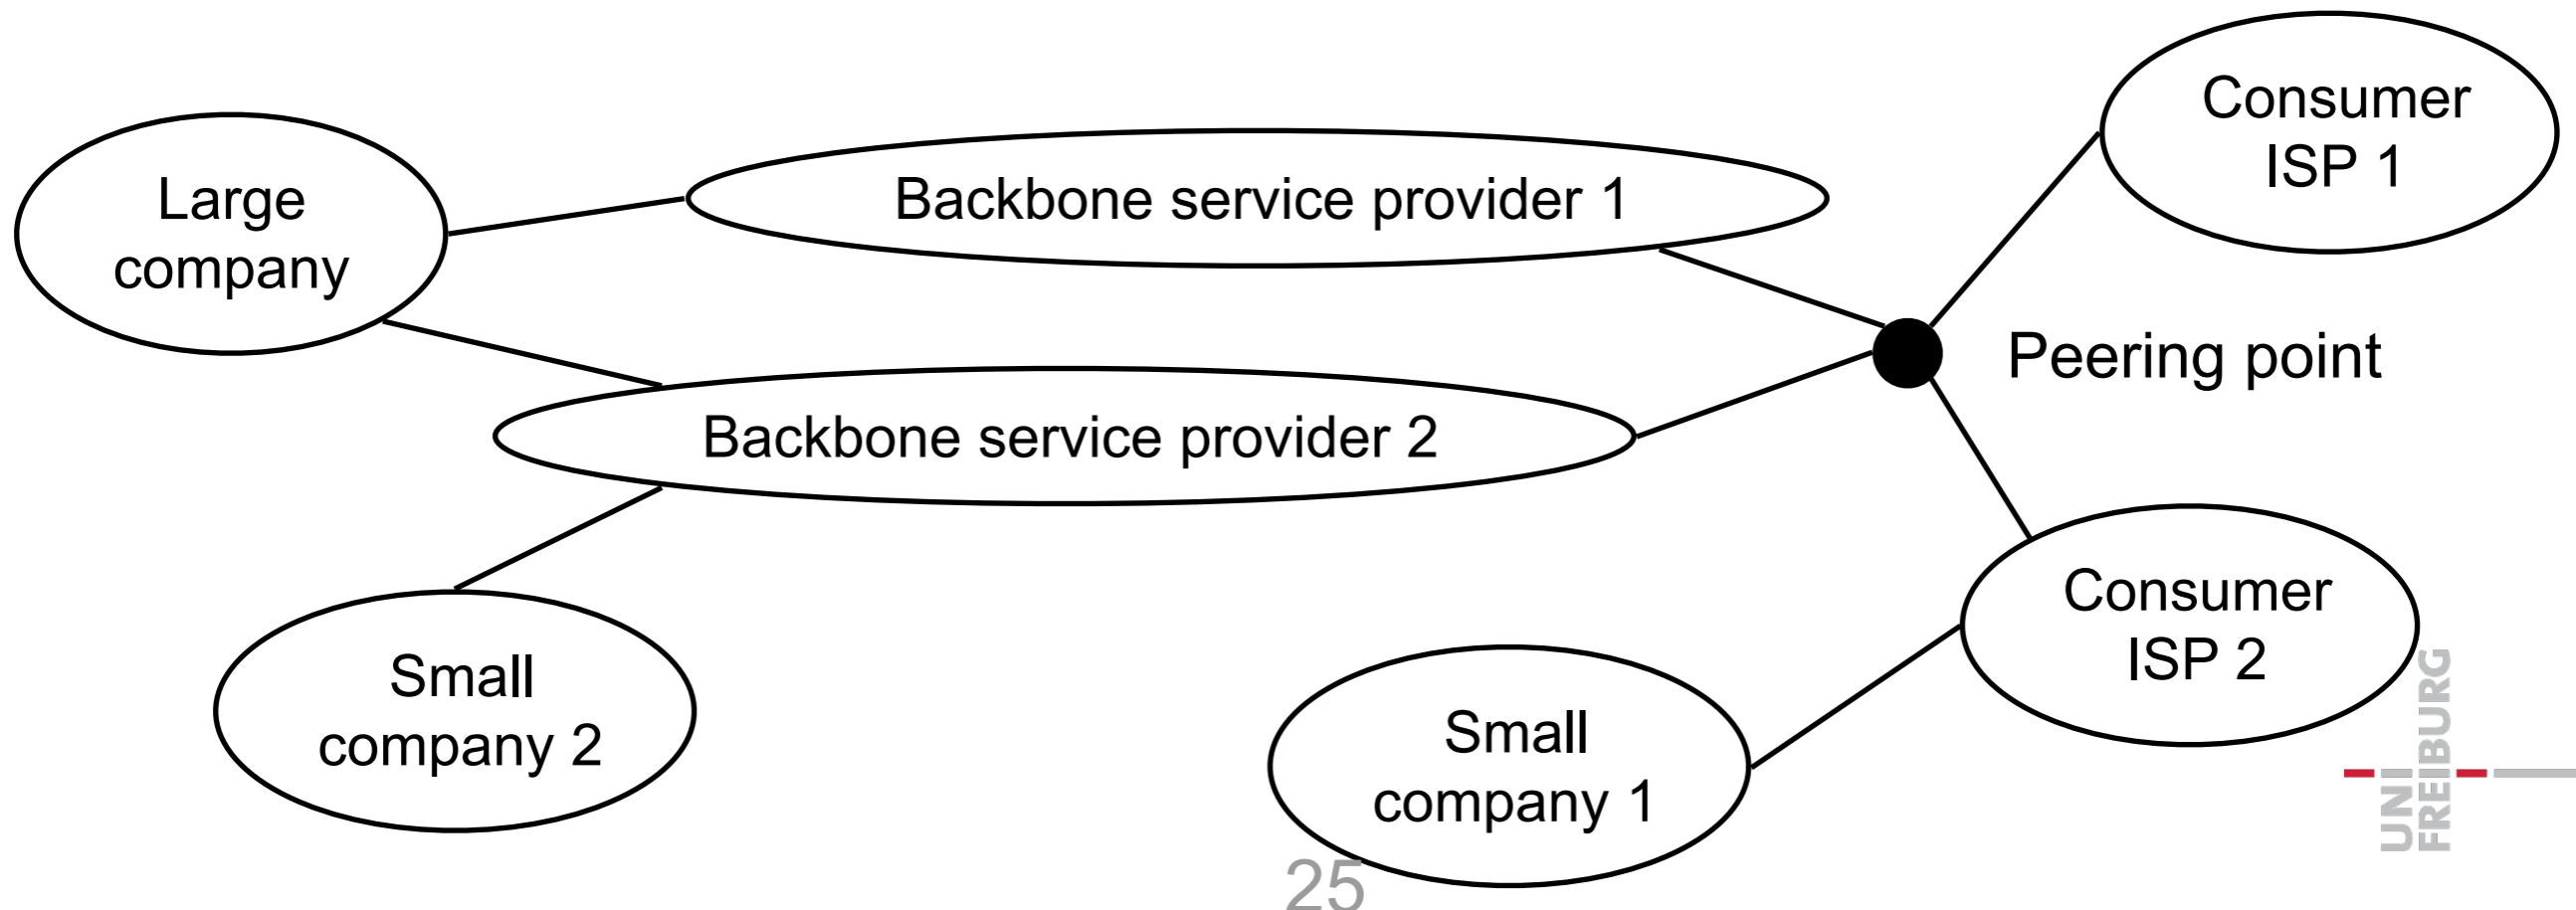 Consumer
ISP 1
Large
company
Backbone service provider 1
Peering point
Backbone service provider 2
Consumer
ISP 2
Small
company 2
Small
company 1
UNI
FREIBURG
25